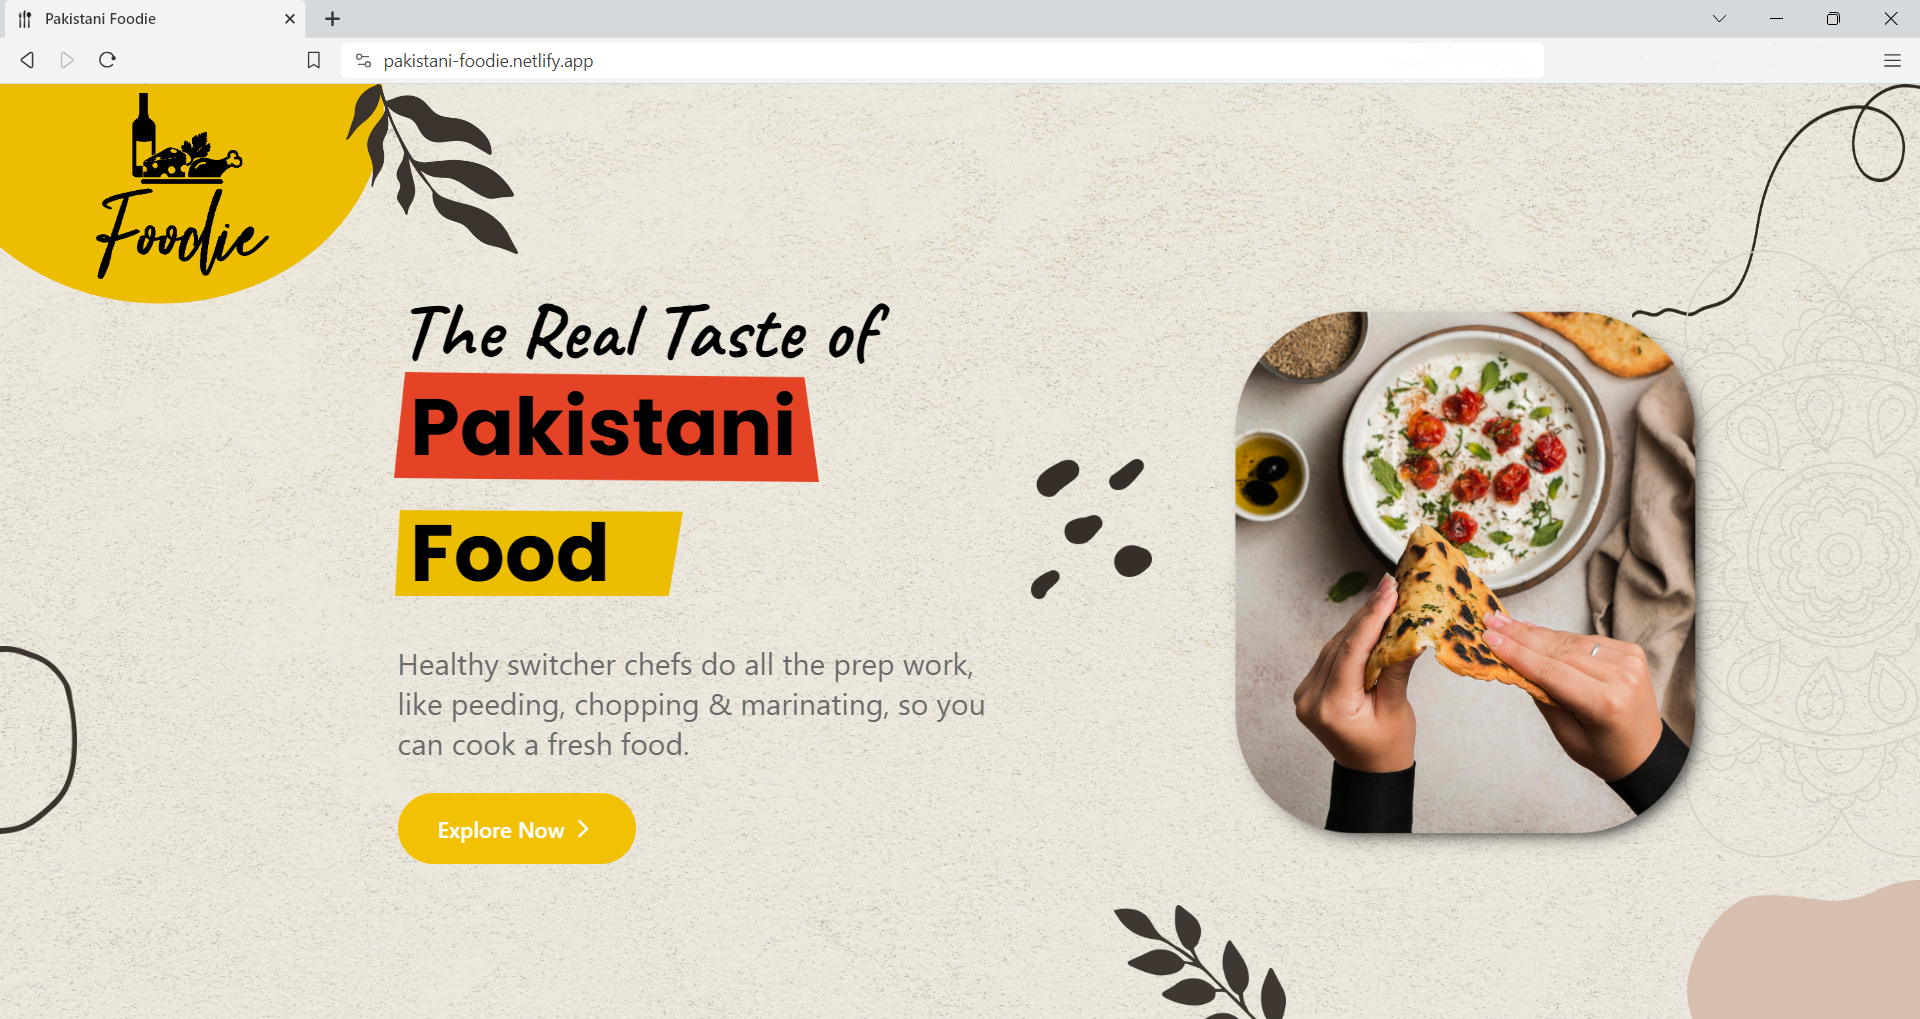 Pakistani Foodie
pakistani-foodie.netlify.app
Foodie
The Real Taste of
Pakistani
Food
Healthy switcher chefs do all the prep work,
like peeding, chopping & marinating, so you
can cook a fresh food.
Explore Now